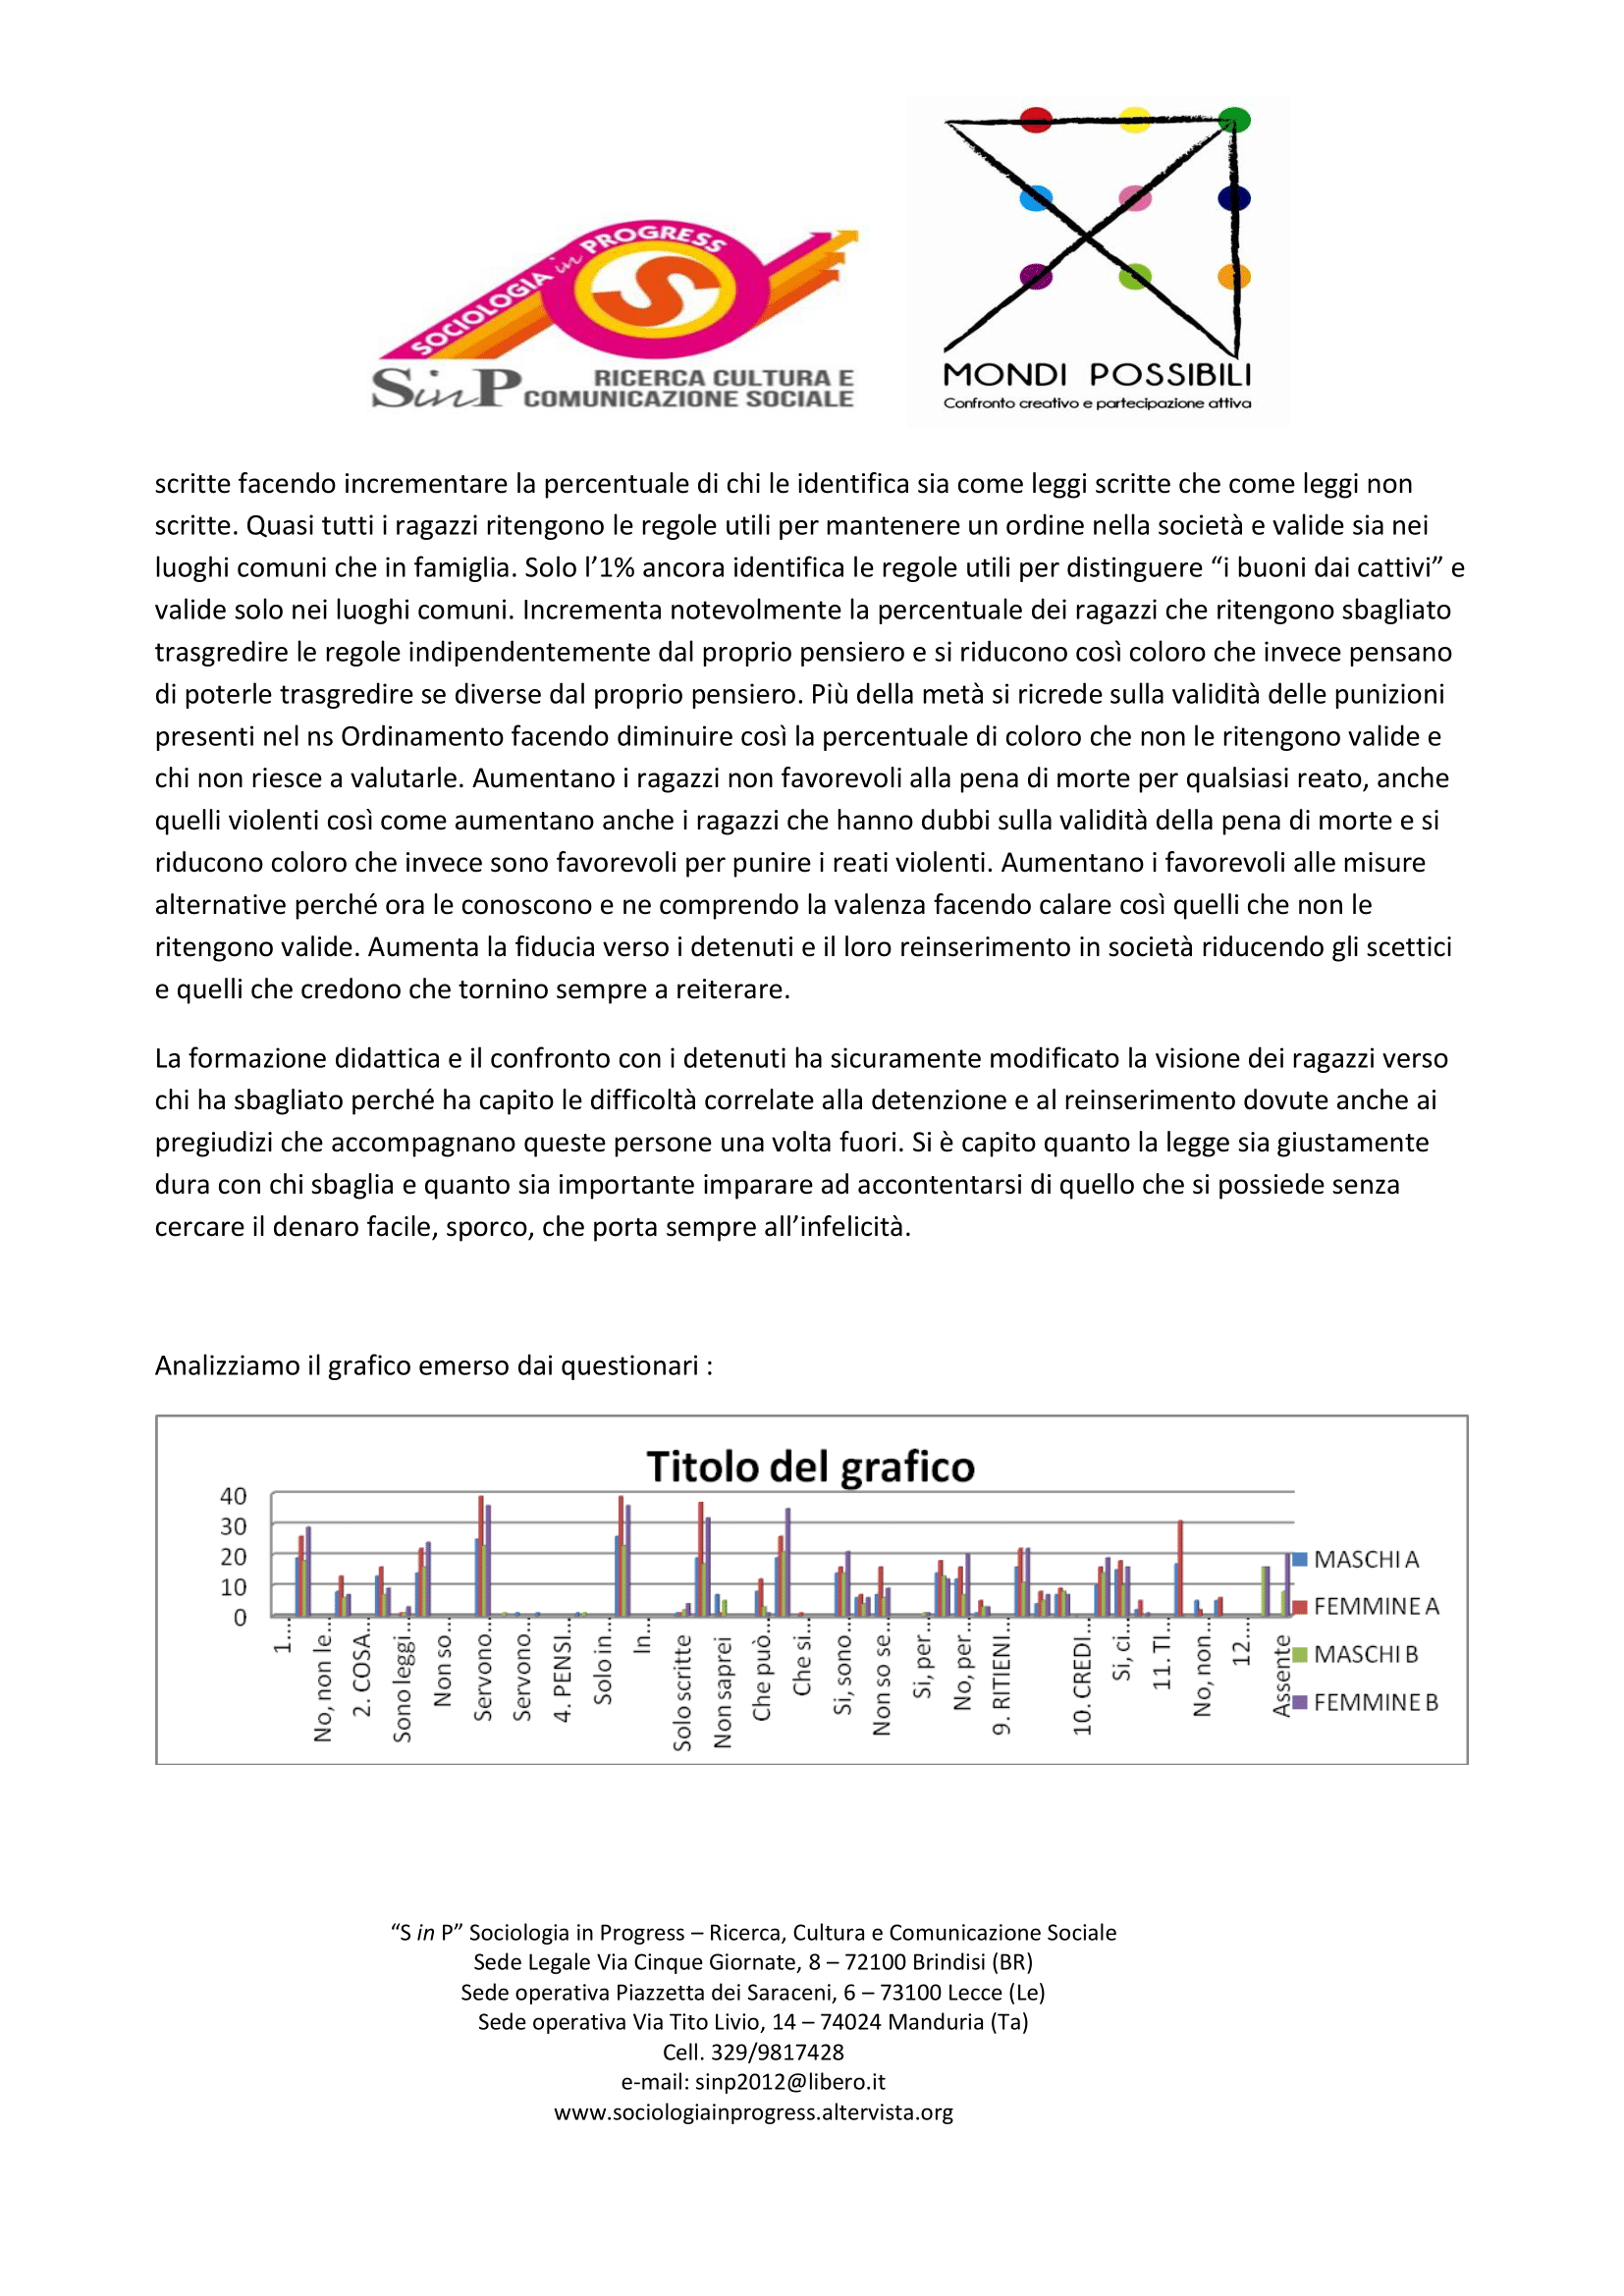 SOCIOLOGIA in PROGRESS
S in P RICERCA CULTURA E
COMUNICAZIONE SOCIALE
MONDI POSSIBILI
Confronto creativo e partecipazione attiva
scritte facendo incrementare la percentuale di chi le identifica sia come leggi scritte che come leggi non
scritte. Quasi tutti i ragazzi ritengono le regole utili per mantenere un ordine nella società e valide sia nei
luoghi comuni che in famiglia. Solo l’1% ancora identifica le regole utili per distinguere “i buoni dai cattivi” e
valide solo nei luoghi comuni. Incrementa notevolmente la percentuale dei ragazzi che ritengono sbagliato
trasgredire le regole indipendentemente dal proprio pensiero e si riducono così coloro che invece pensano
di poterle trasgredire se diverse dal proprio pensiero. Più della metà si ricrede sulla validità delle punizioni
presenti nel ns Ordinamento facendo diminuire così la percentuale di coloro che non le ritengono valide e
chi non riesce a valutarle. Aumentano i ragazzi non favorevoli alla pena di morte per qualsiasi reato, anche
quelli violenti così come aumentano anche i ragazzi che hanno dubbi sulla validità della pena di morte e si
riducono coloro che invece sono favorevoli per punire i reati violenti. Aumentano i favorevoli alle misure
alternative perché ora le conoscono e ne comprendo la valenza facendo calare così quelli che non le
ritengono valide. Aumenta la fiducia verso i detenuti e il loro reinserimento in società riducendo gli scettici
e quelli che credono che tornino sempre a reiterare.
La formazione didattica e il confronto con i detenuti ha sicuramente modificato la visione dei ragazzi verso
chi ha sbagliato perché ha capito le difficoltà correlate alla detenzione e al reinserimento dovute anche ai
pregiudizi che accompagnano queste persone una volta fuori. Si è capito quanto la legge sia giustamente
dura con chi sbaglia e quanto sia importante imparare ad accontentarsi di quello che si possiede senza
cercare il denaro facile, sporco, che porta sempre all’infelicità.
Analizziamo il grafico emerso dai questionari :
Titolo del grafico
40
30
20
10
0
1....
No, non le...
2. COSA...
Sono leggi...
Non so...
Servono...
Servono...
4. PENSI...
Solo in...
In...
Solo scritte
Non saprei
Che può...
Che si...
Si, sono...
Non so se...
Si, per...
No, per...
9. RITIENI...
10. CREDI...
Si, ci...
11. TI...
No, non...
12....
Assente
MASCHI A
FEMMINE A
MASCHI B
FEMMINE B
“S in P” Sociologia in Progress – Ricerca, Cultura e Comunicazione Sociale
Sede Legale Via Cinque Giornate, 8 – 72100 Brindisi (BR)
Sede operativa Piazzetta dei Saraceni, 6 – 73100 Lecce (Le)
Sede operativa Via Tito Livio, 14 – 74024 Manduria (Ta)
Cell. 329/9817428
e-mail: sinp2012@libero.it
www.sociologiainprogress.altervista.org